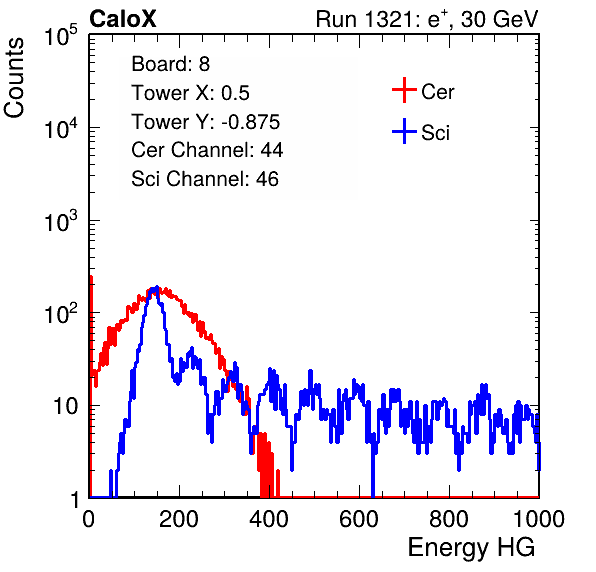 CaloX Run 1321: e⁺, 30 GeV
Counts
10⁵
10⁴
10³
10²
10
1
Board: 8
Tower X: 0.5
Tower Y: -0.875
Cer Channel: 44
Sci Channel: 46
Cer
Sci
0 200 400 600 800 1000
Energy HG